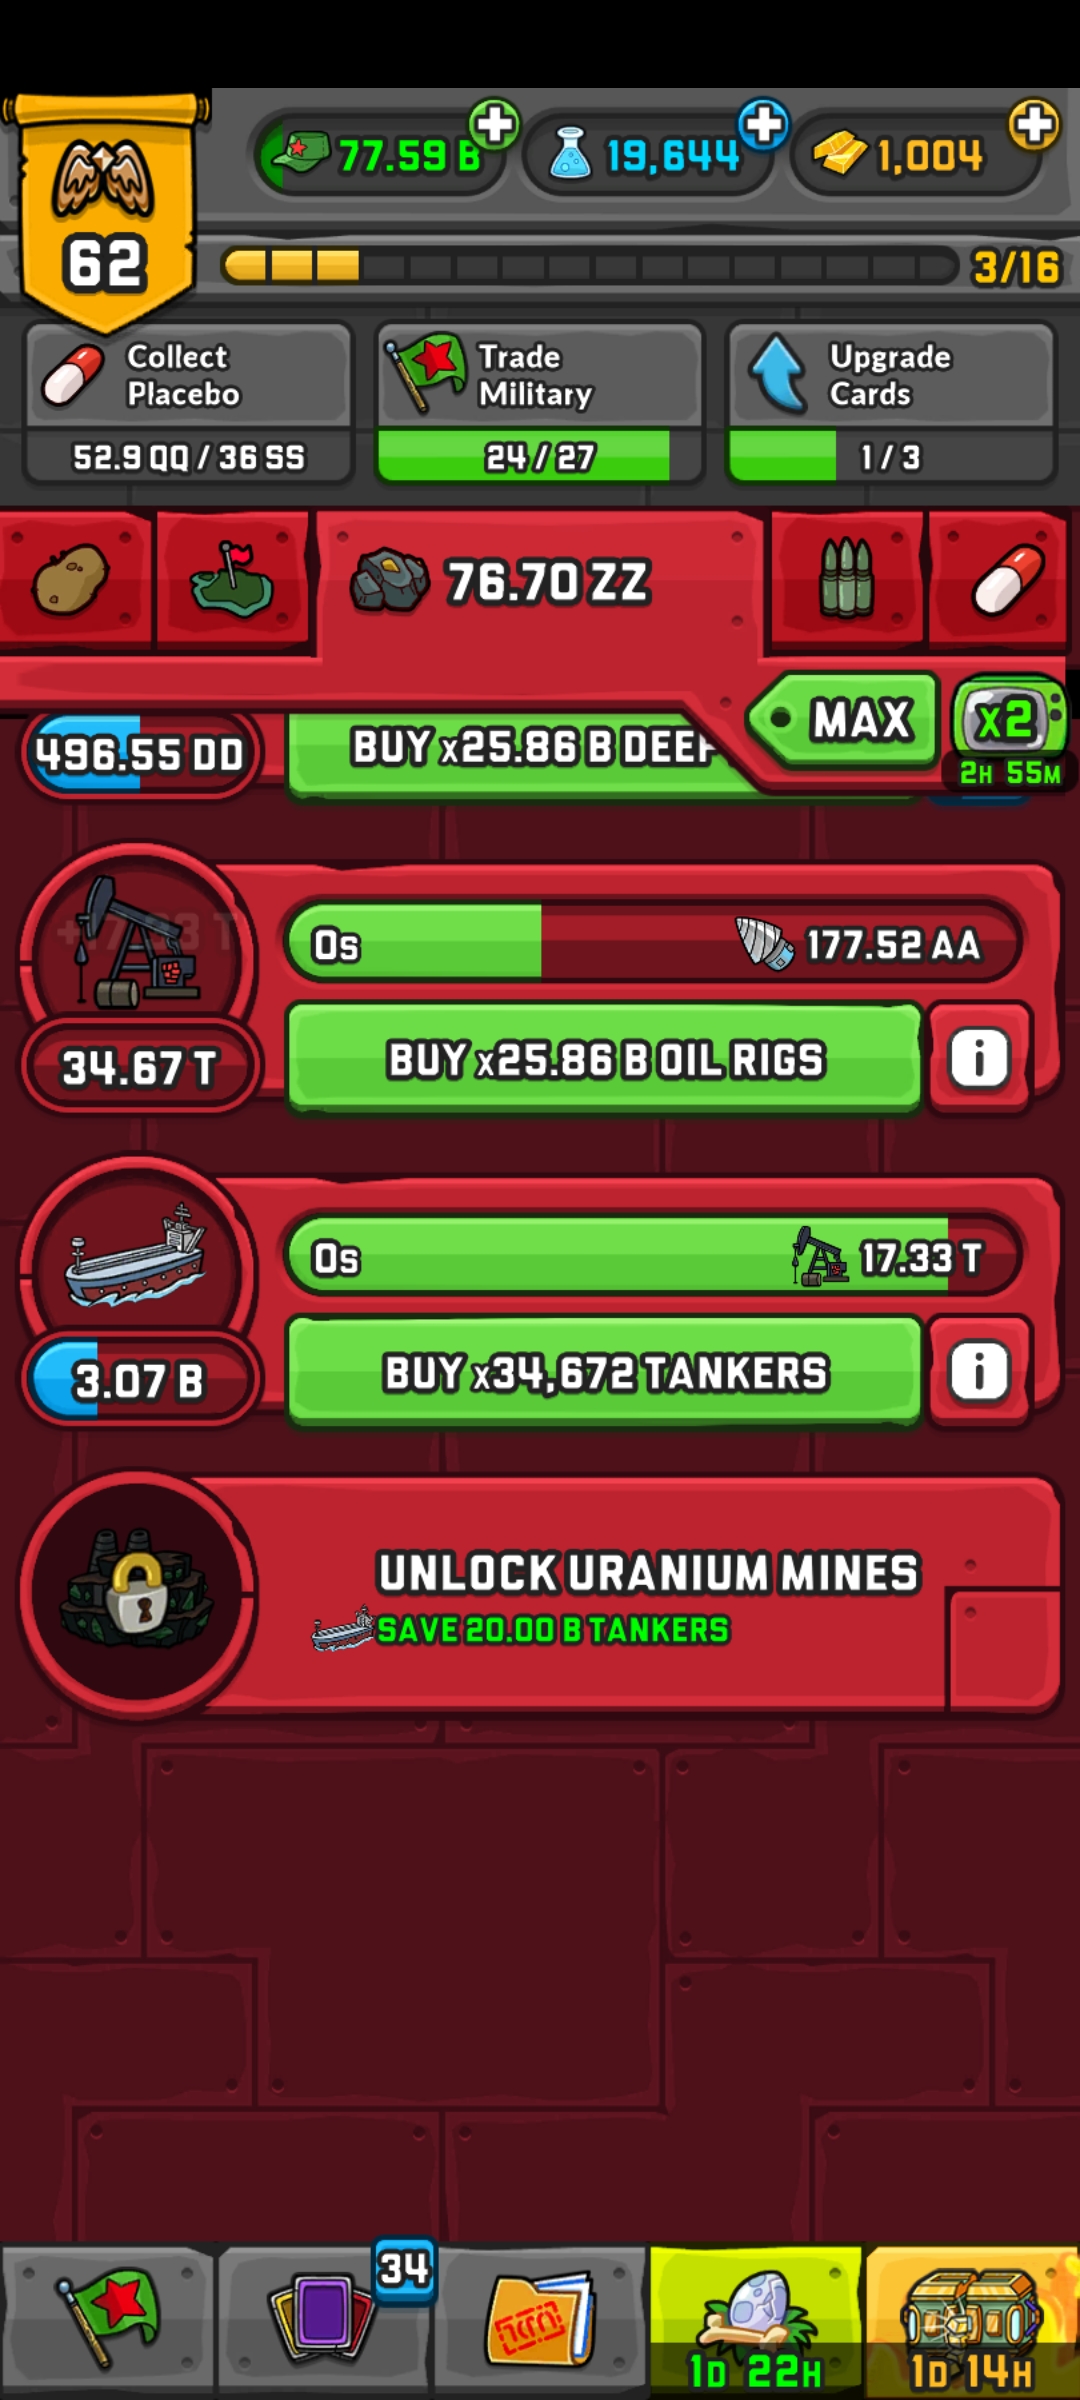 77.59 B
19,644
1,004
62
3/16
Collect
Placebo
52.9 QQ / 36 SS
Trade
Military
24 / 27
Upgrade
Cards
1 / 3
76.70 ZZ
MAX
x2
2H 55M
496.55 DD
BUY x25.86 B DEEP
+17.33 T
0s
177.52 AA
34.67 T
BUY x25.86 B OIL RIGS
i
0s
17.33 T
3.07 B
BUY x34,672 TANKERS
i
UNLOCK URANIUM MINES
SAVE 20.00 B TANKERS
34
1D 22H
1D 14H